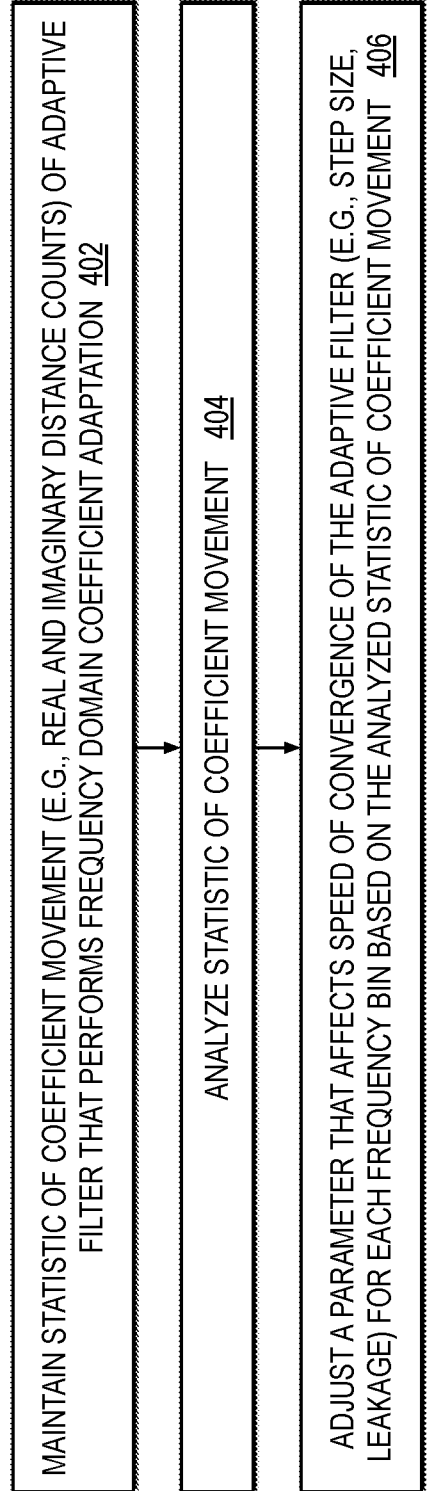 MAINTAIN STATISTIC OF COEFFICIENT MOVEMENT (E.G., REAL AND IMAGINARY DISTANCE COUNTS) OF ADAPTIVE
FILTER THAT PERFORMS FREQUENCY DOMAIN COEFFICIENT ADAPTATION 402
ANALYZE STATISTIC OF COEFFICIENT MOVEMENT 404
ADJUST A PARAMETER THAT AFFECTS SPEED OF CONVERGENCE OF THE ADAPTIVE FILTER (E.G., STEP SIZE,
LEAKAGE) FOR EACH FREQUENCY BIN BASED ON THE ANALYZED STATISTIC OF COEFFICIENT MOVEMENT 406